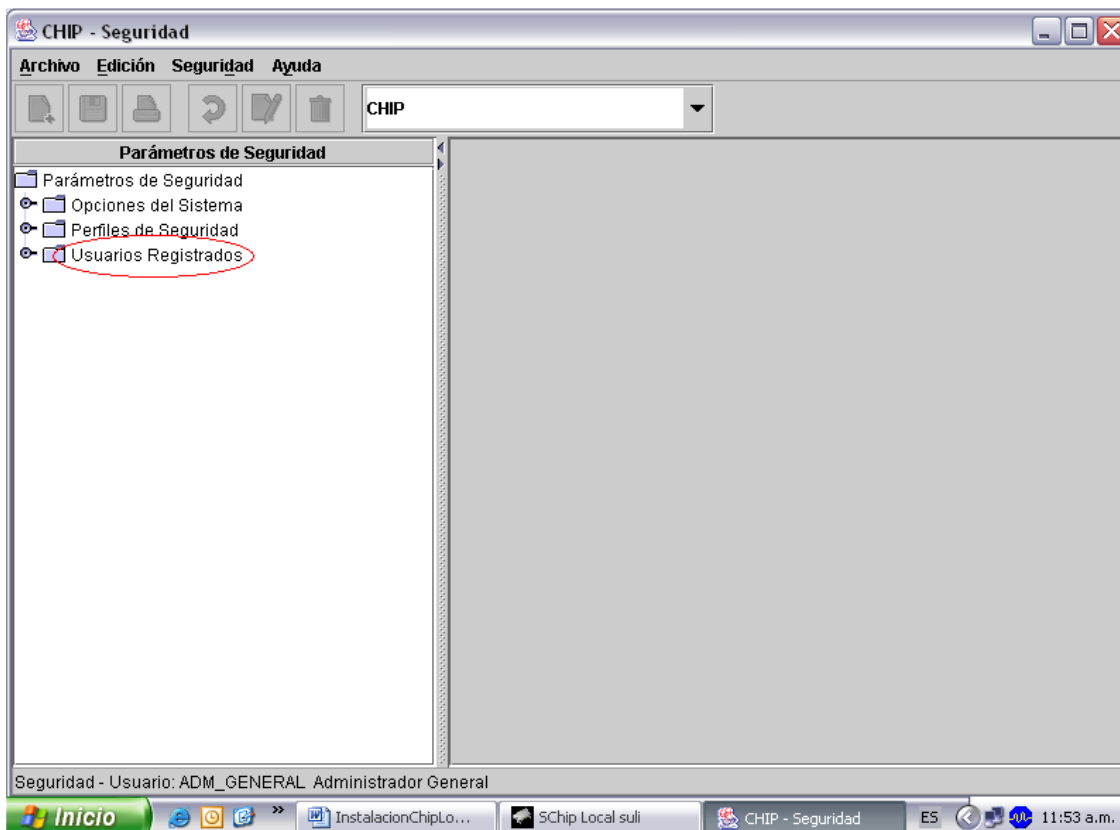 CHIP - Seguridad
Archivo Edición Seguridad Ayuda
CHIP
Parámetros de Seguridad
Parámetros de Seguridad
Opciones del Sistema
Perfiles de Seguridad
Usuarios Registrados
Seguridad - Usuario: ADM_GENERAL Administrador General
Inicio » InstalacionChipLo... SChip Local suli CHIP - Seguridad ES 11:53 a.m.